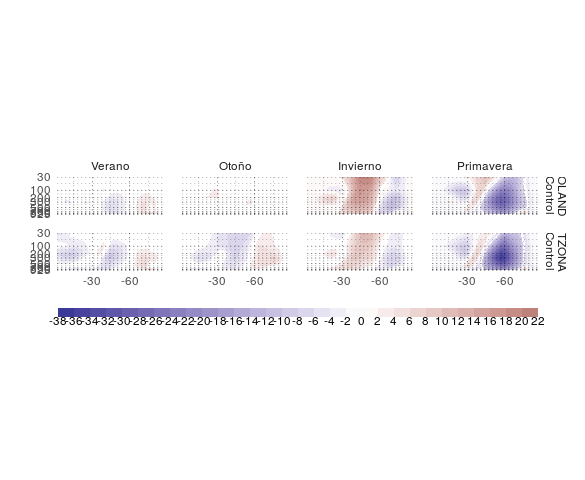 Verano Otoño Invierno Primavera
30
100
OLAND
Control
30
100
TZONA
Control
-30 -60 -30 -60 -30 -60 -30 -60
-38 -36 -34 -32 -30 -28 -26 -24 -22 -20 -18 -16 -14 -12 -10 -8 -6 -4 -2 0 2 4 6 8 10 12 14 16 18 20 22